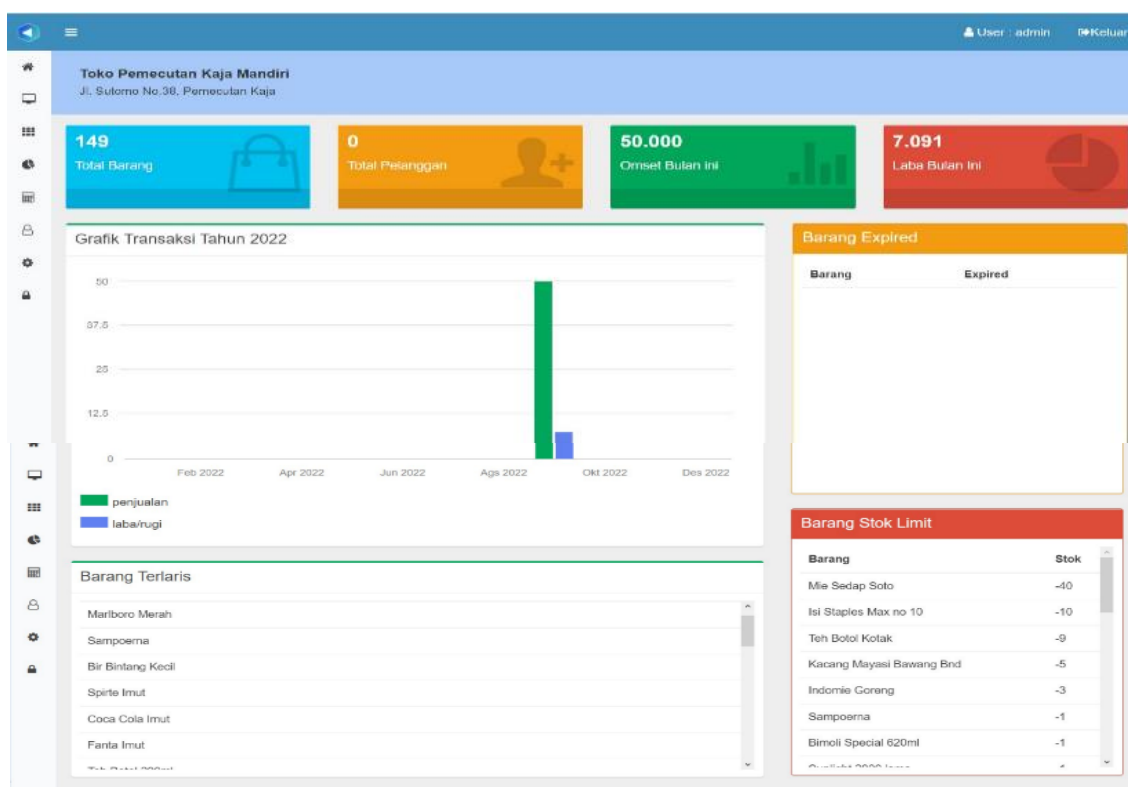 User : admin
Keluar
Toko Pemecutan Kaja Mandiri
Jl. Sutomo No.38, Pemecutan Kaja
149
Total Barang
0
Total Pelanggan
50.000
Omset Bulan Ini
7.091
Laba Bulan Ini
Grafik Transaksi Tahun 2022
50
37.5
25
12.5
0
Feb 2022
Apr 2022
Jun 2022
Ags 2022
Okt 2022
Des 2022
penjualan
laba/rugi
Barang Terlaris
Marlboro Merah
Sampoerna
Bir Bintang Kecil
Spirte Imut
Coca Cola Imut
Fanta Imut
Barang Expired
Barang Expired
Barang Stok Limit
Barang Stok
Mie Sedap Soto -40
Isi Staples Max no 10 -10
Teh Botol Kotak -9
Kacang Mayasi Bawang Bnd -5
Indomie Goreng -3
Sampoerna -1
Bimoli Special 620ml -1